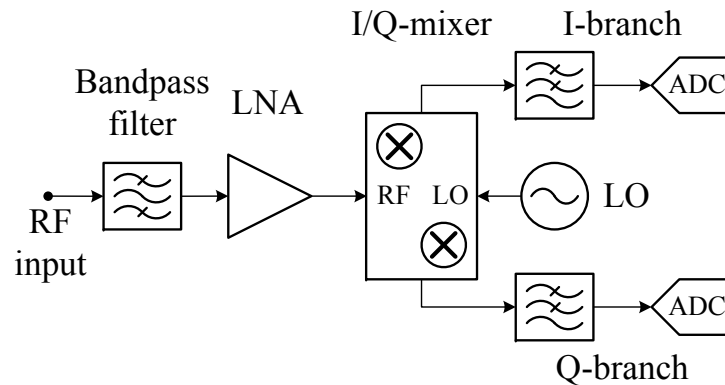 I/Q-mixer
I-branch
ADC
Bandpass
filter
LNA
RF LO
LO
RF
input
ADC
Q-branch